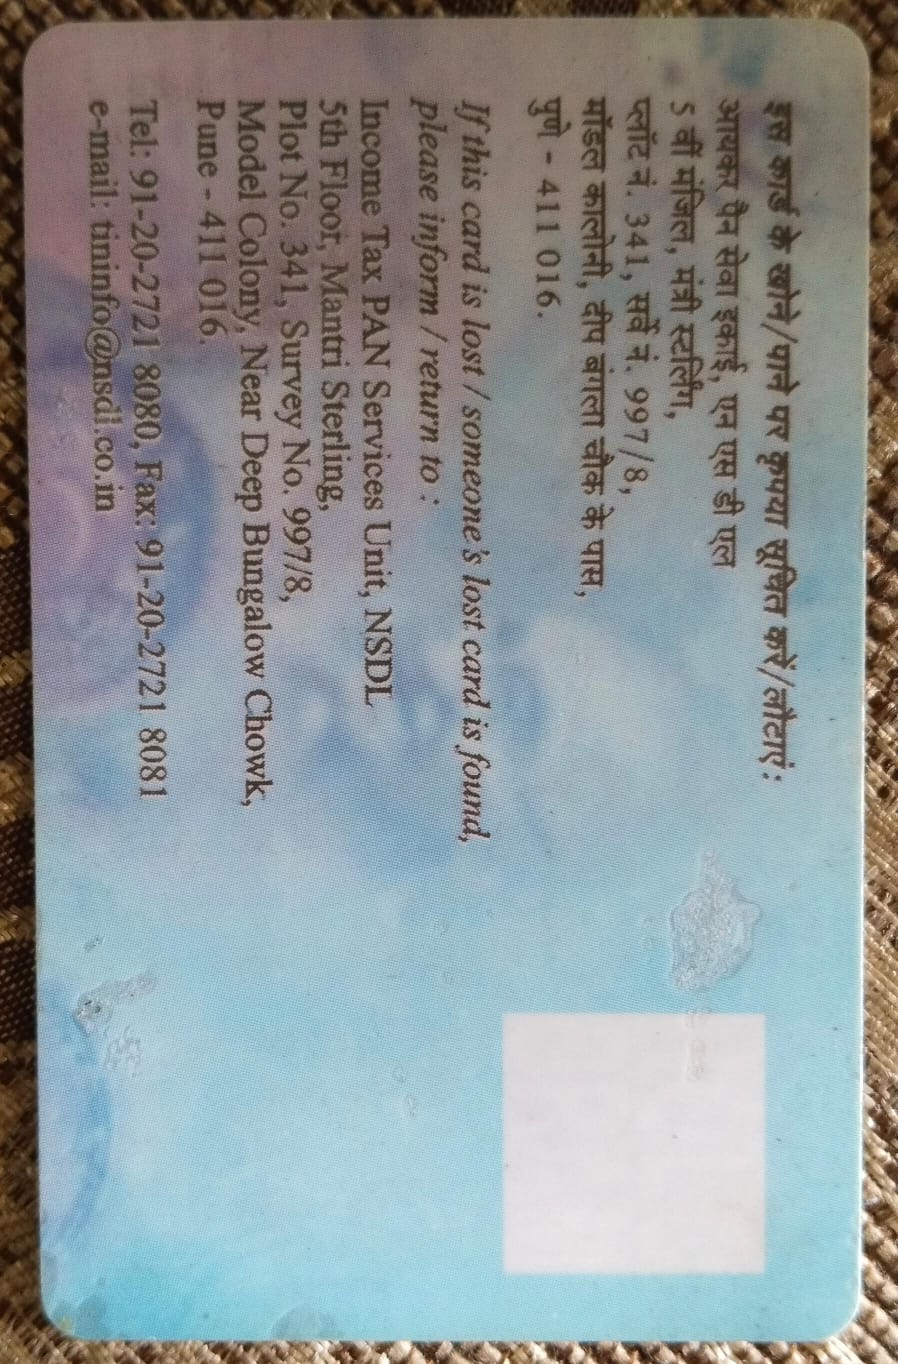 इस कार्ड के खोने/पाने पर कृपया सूचित करें/लौटाएं :
आयकर पैन सेवा इकाई, एन एस डी एल
5 वीं मंजिल, मंत्री स्टर्लिंग,
प्लॉट नं. 341, सर्वे नं. 997/8,
मॉडल कालोनी, दीप बंगला चौक के पास,
पुणे - 411 016.
If this card is lost / someone's lost card is found,
please inform / return to :
Income Tax PAN Services Unit, NSDL
5th Floor, Mantri Sterling,
Plot No. 341, Survey No. 997/8,
Model Colony, Near Deep Bungalow Chowk,
Pune - 411 016.
Tel: 91-20-2721 8080, Fax: 91-20-2721 8081
e-mail: tininfo@nsdl.co.in